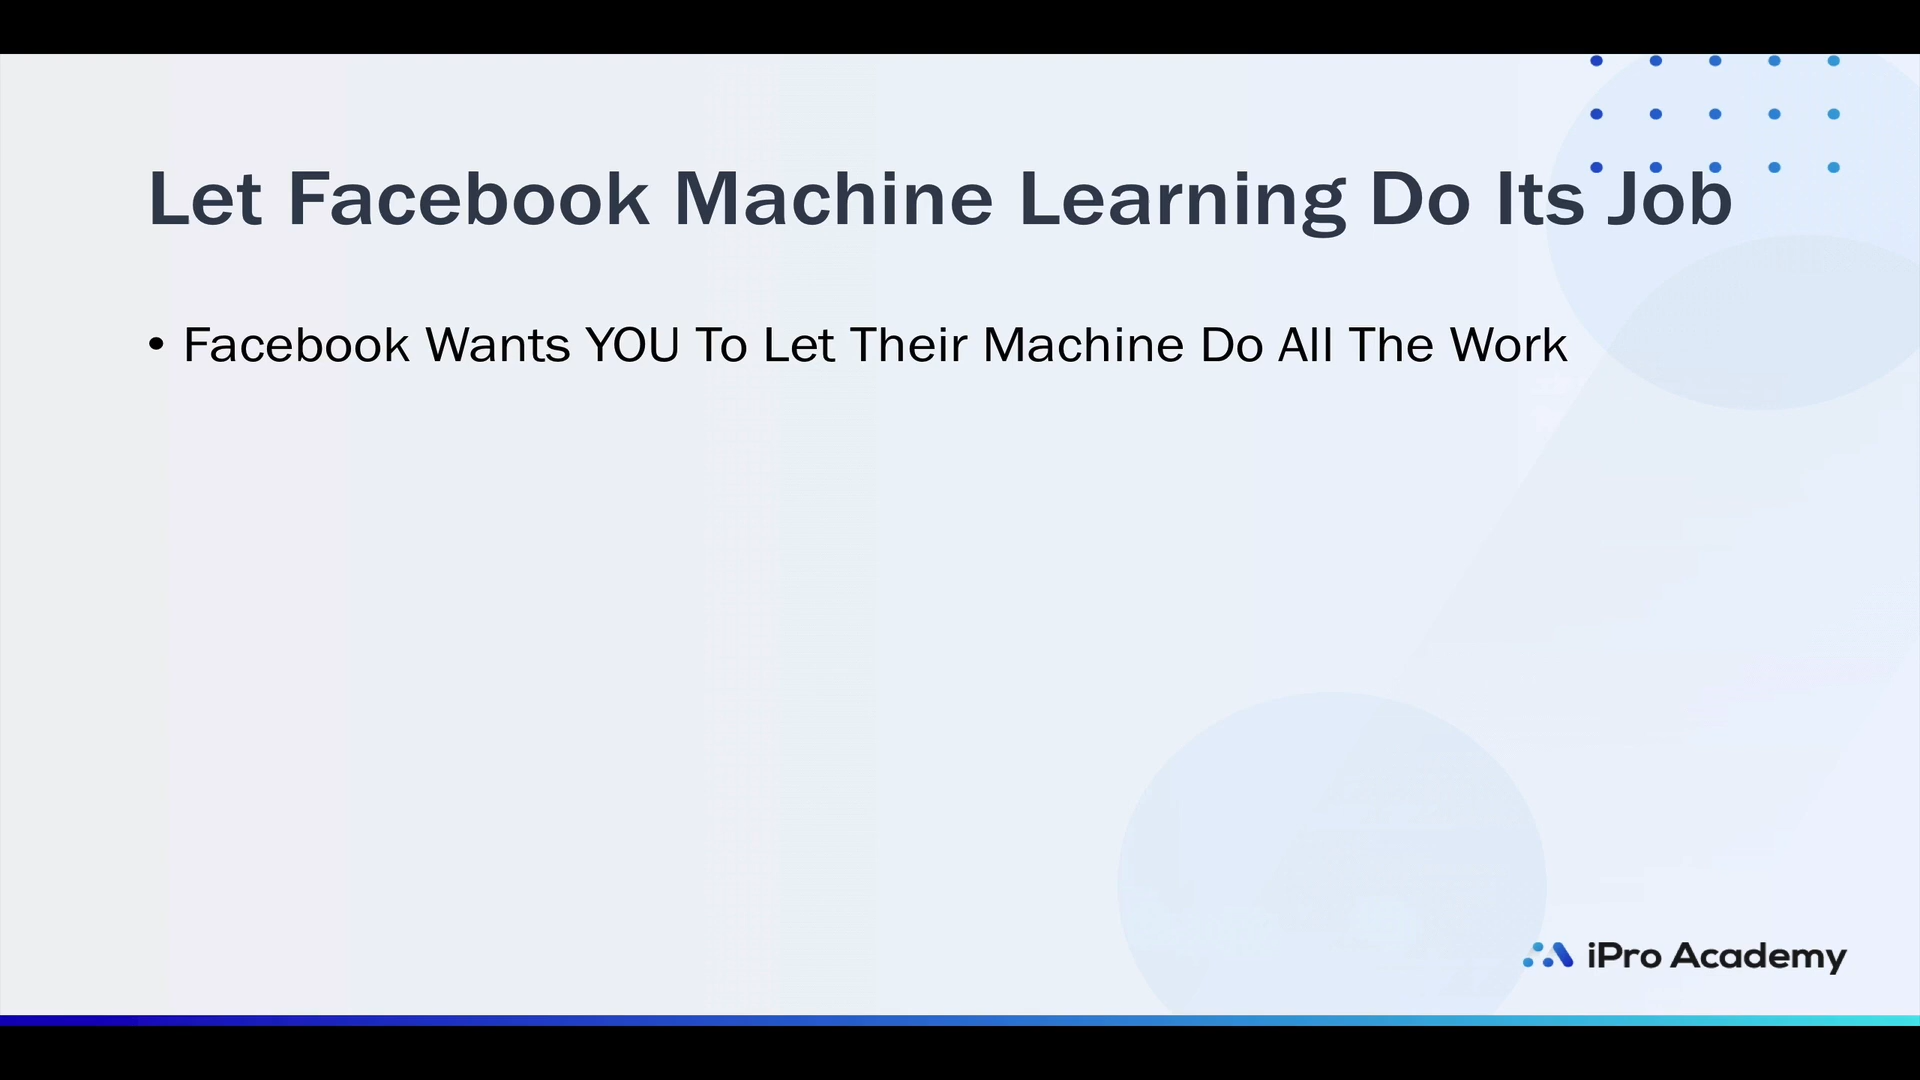 Let Facebook Machine Learning Do Its Job
• Facebook Wants YOU To Let Their Machine Do All The Work
iPro Academy